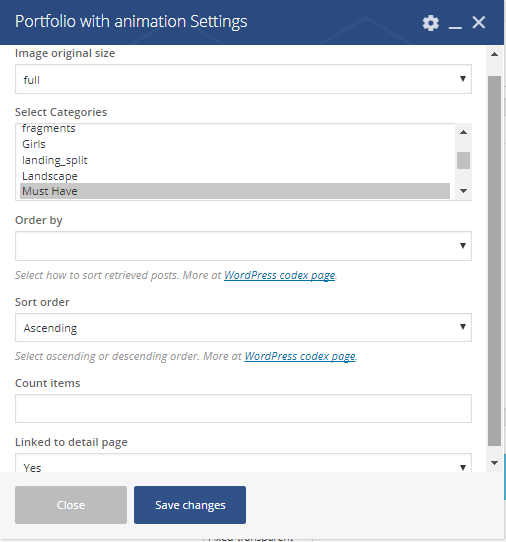 Portfolio with animation Settings
Image original size
full
Select Categories
fragments
Girls
landing_split
Landscape
Must Have
Order by
Select how to sort retrieved posts. More at WordPress codex page.
Sort order
Ascending
Select ascending or descending order. More at WordPress codex page.
Count items
Linked to detail page
Yes
Close
Save changes